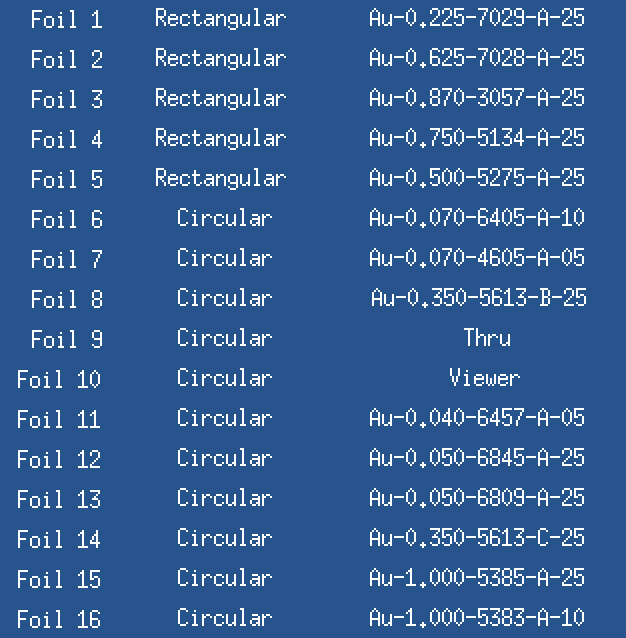 Foil 1 Rectangular Au-0.225-7029-A-25
Foil 2 Rectangular Au-0.625-7028-A-25
Foil 3 Rectangular Au-0.870-3057-A-25
Foil 4 Rectangular Au-0.750-5134-A-25
Foil 5 Rectangular Au-0.500-5275-A-25
Foil 6 Circular Au-0.070-6405-A-10
Foil 7 Circular Au-0.070-4605-A-05
Foil 8 Circular Au-0.350-5613-B-25
Foil 9 Circular Thru
Foil 10 Circular Viewer
Foil 11 Circular Au-0.040-6457-A-05
Foil 12 Circular Au-0.050-6845-A-25
Foil 13 Circular Au-0.050-6809-A-25
Foil 14 Circular Au-0.350-5613-C-25
Foil 15 Circular Au-1.000-5385-A-25
Foil 16 Circular Au-1.000-5383-A-10